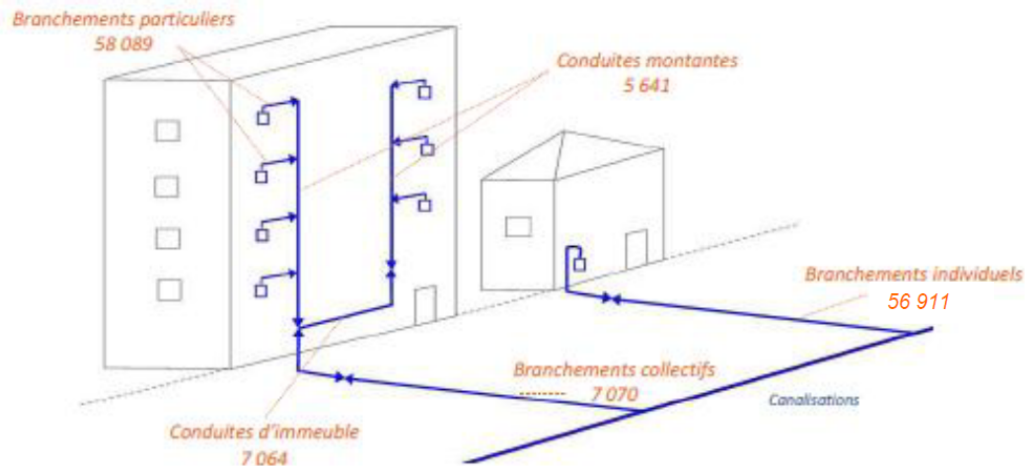 Branchements particuliers
58 089
Conduites montantes
5 641
Branchements individuels
56 911
Branchements collectifs
7 070
Canalisations
Conduites d'immeuble
7 064